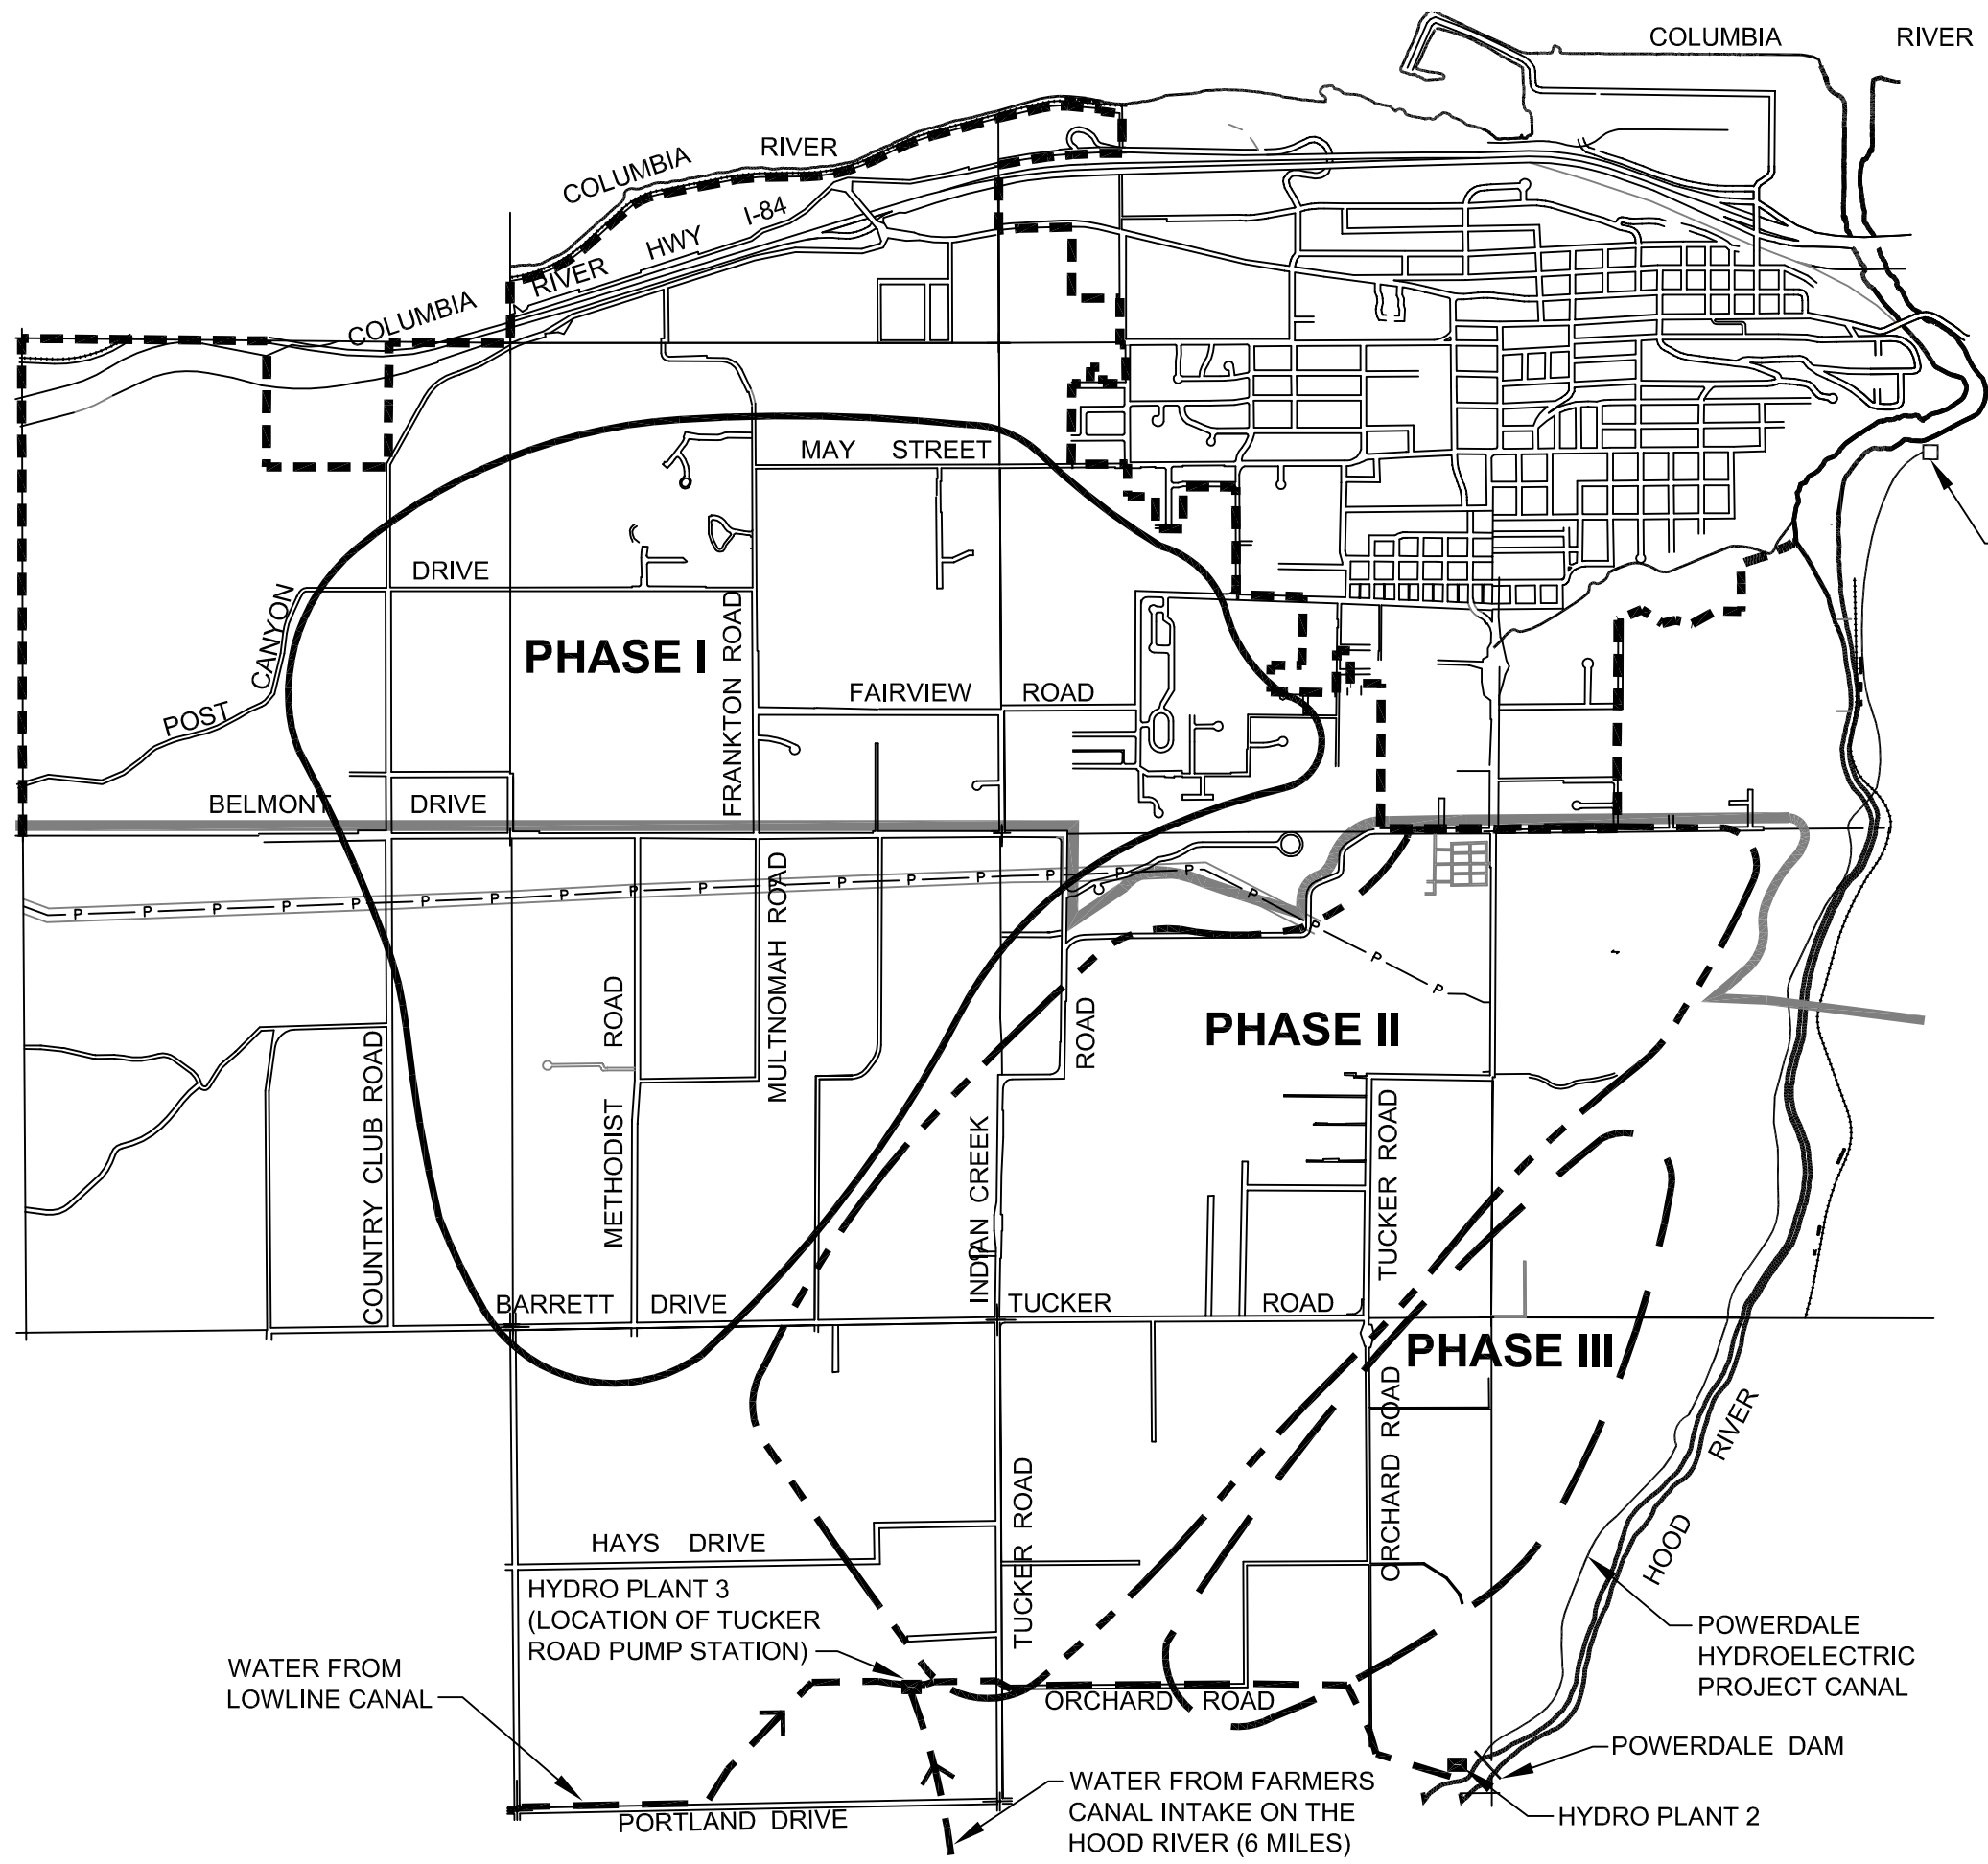 COLUMBIA RIVER
COLUMBIA RIVER
COLUMBIA RIVER HWY I-84
MAY STREET
POST CANYON DRIVE
FRANKTON ROAD
PHASE I
FAIRVIEW ROAD
BELMONT DRIVE
P P P P P P P P P P P P P P P P P P P P P
MULTNOMAH ROAD
METHODIST ROAD
COUNTRY CLUB ROAD
INDIAN CREEK ROAD
PHASE II
TUCKER ROAD
BARRETT DRIVE
TUCKER ROAD
PHASE III
ORCHARD ROAD
TUCKER ROAD
HOOD RIVER
HAYS DRIVE
HYDRO PLANT 3
(LOCATION OF TUCKER
ROAD PUMP STATION)
WATER FROM
LOWLINE CANAL
ORCHARD ROAD
POWERDALE
HYDROELECTRIC
PROJECT CANAL
POWERDALE DAM
WATER FROM FARMERS
CANAL INTAKE ON THE
HOOD RIVER (6 MILES)
HYDRO PLANT 2
PORTLAND DRIVE